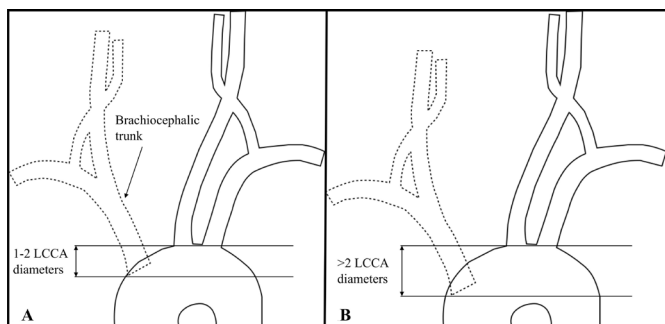 Brachiocephalic
trunk
1-2 LCCA
diameters
A
>2 LCCA
diameters
B